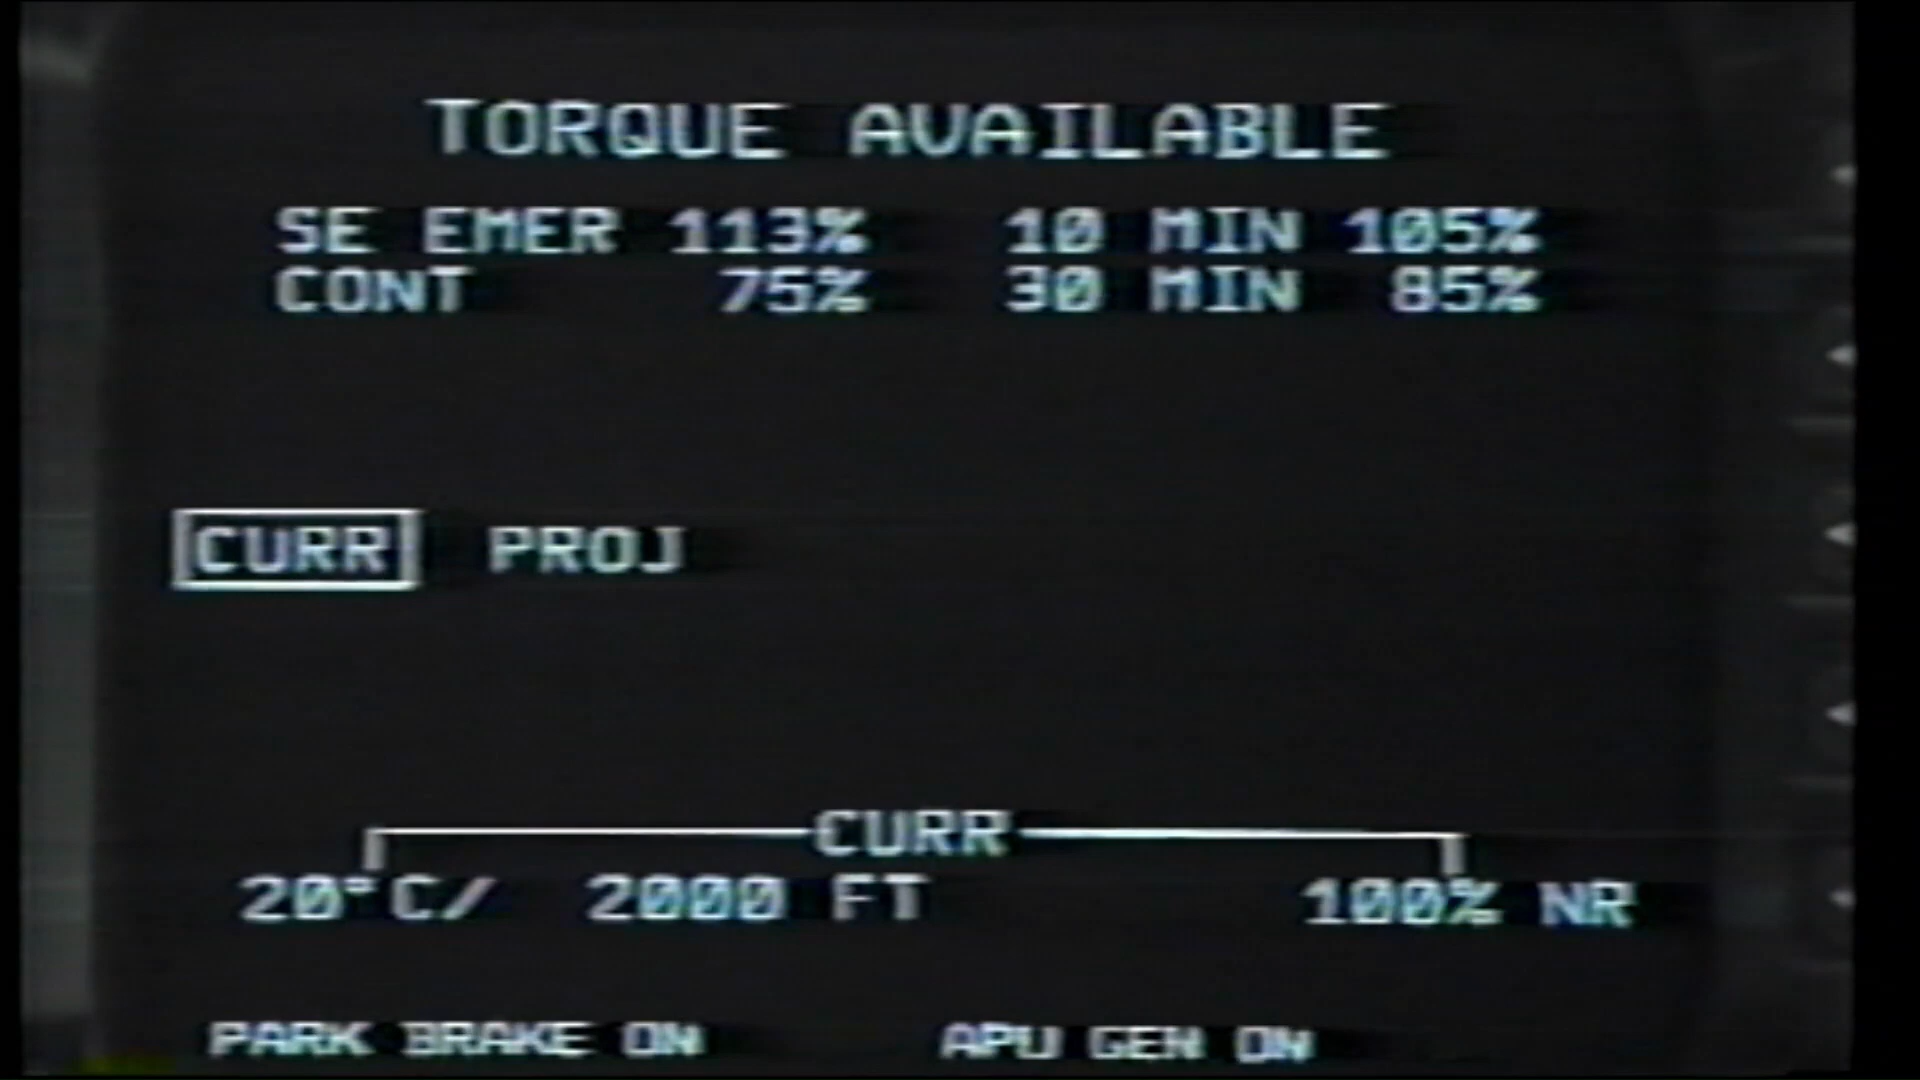 TORQUE AVAILABLE
SE EMER 113% 10 MIN 105%
CONT 75% 30 MIN 85%
CURR PROJ
CURR
20°C/ 2000 FT 100% NR
PARK BRAKE ON APU GEN ON